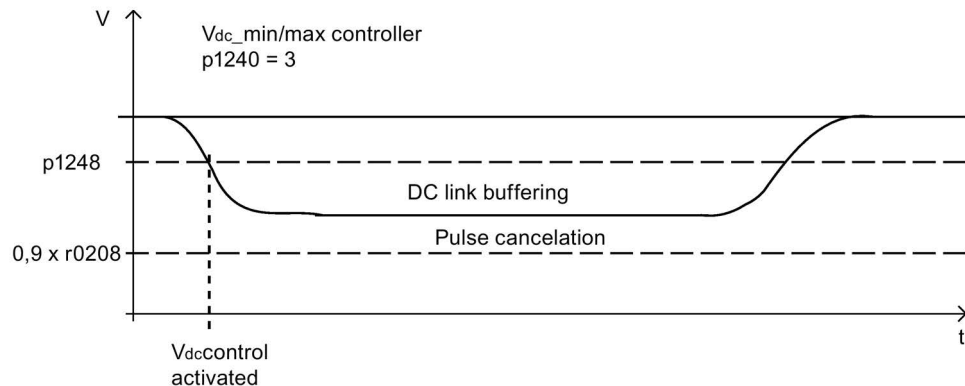 V
Vdc_min/max controller
p1240 = 3
p1248
DC link buffering
Pulse cancelation
0,9 x r0208
t
Vdccontrol
activated